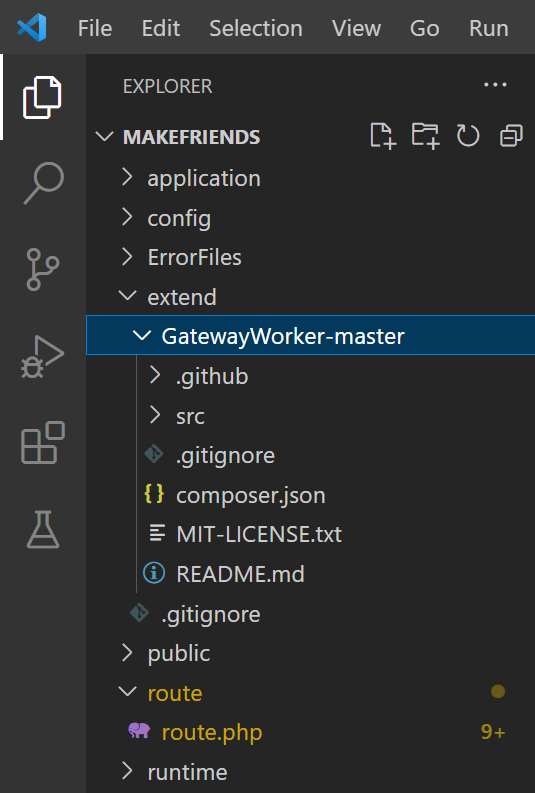 File Edit Selection View Go Run
EXPLORER
MAKEFRIENDS
application
config
ErrorFiles
extend
GatewayWorker-master
.github
src
.gitignore
composer.json
MIT-LICENSE.txt
README.md
.gitignore
public
route
route.php 9+
runtime